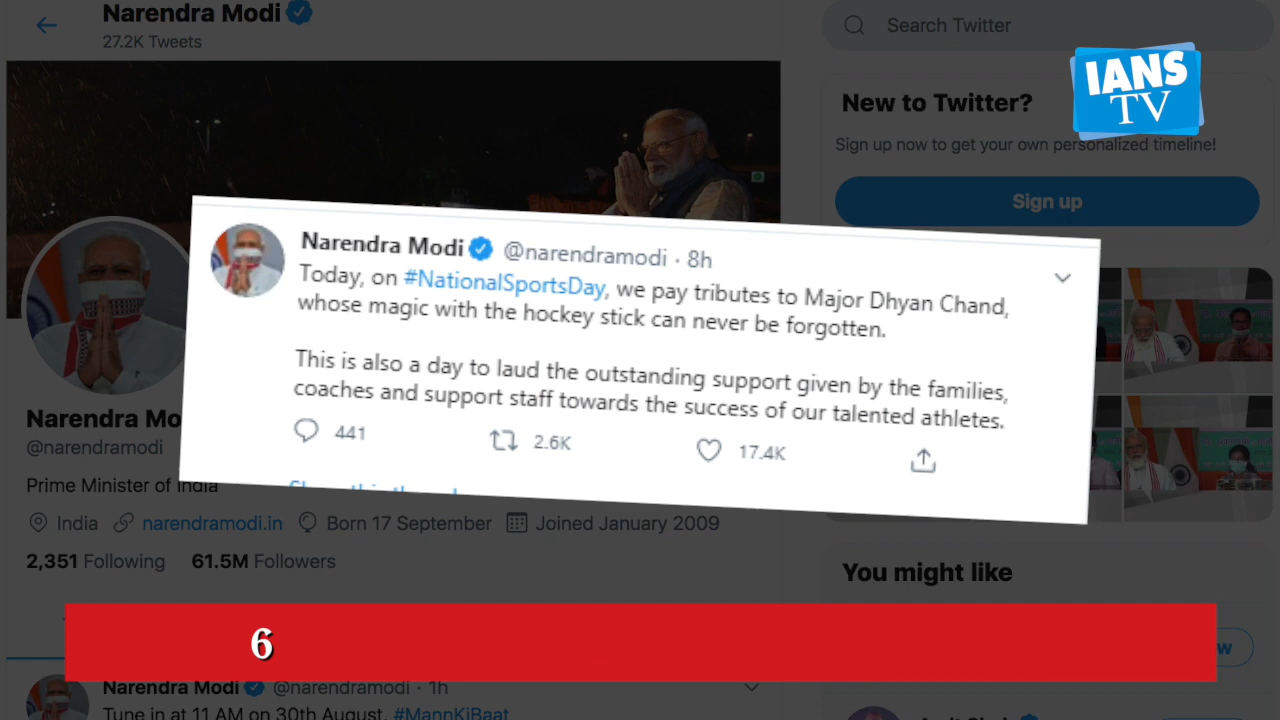 Narendra Modi
27.2K Tweets
Search Twitter
IANS
TV
New to Twitter?
Sign up now to get your own personalized timeline!
Sign up
Narendra Modi @narendramodi · 8h
Today, on #NationalSportsDay, we pay tributes to Major Dhyan Chand,
whose magic with the hockey stick can never be forgotten.
This is also a day to laud the outstanding support given by the families,
coaches and support staff towards the success of our talented athletes.
441 2.6K 17.4K
Narendra Mo
@narendramodi
Prime Minister of India
India narendramodi.in Born 17 September Joined January 2009
2,351 Following 61.5M Followers
You might like
6
w
Narendra Modi @narendramodi · 1h
Tune in at 11 AM on 30th August. #MannKiBaat